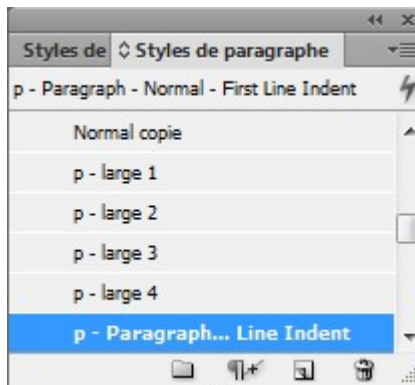 Styles de Styles de paragraphe
p - Paragraph - Normal - First Line Indent
Normal copie
p - large 1
p - large 2
p - large 3
p - large 4
p - Paragraph... Line Indent